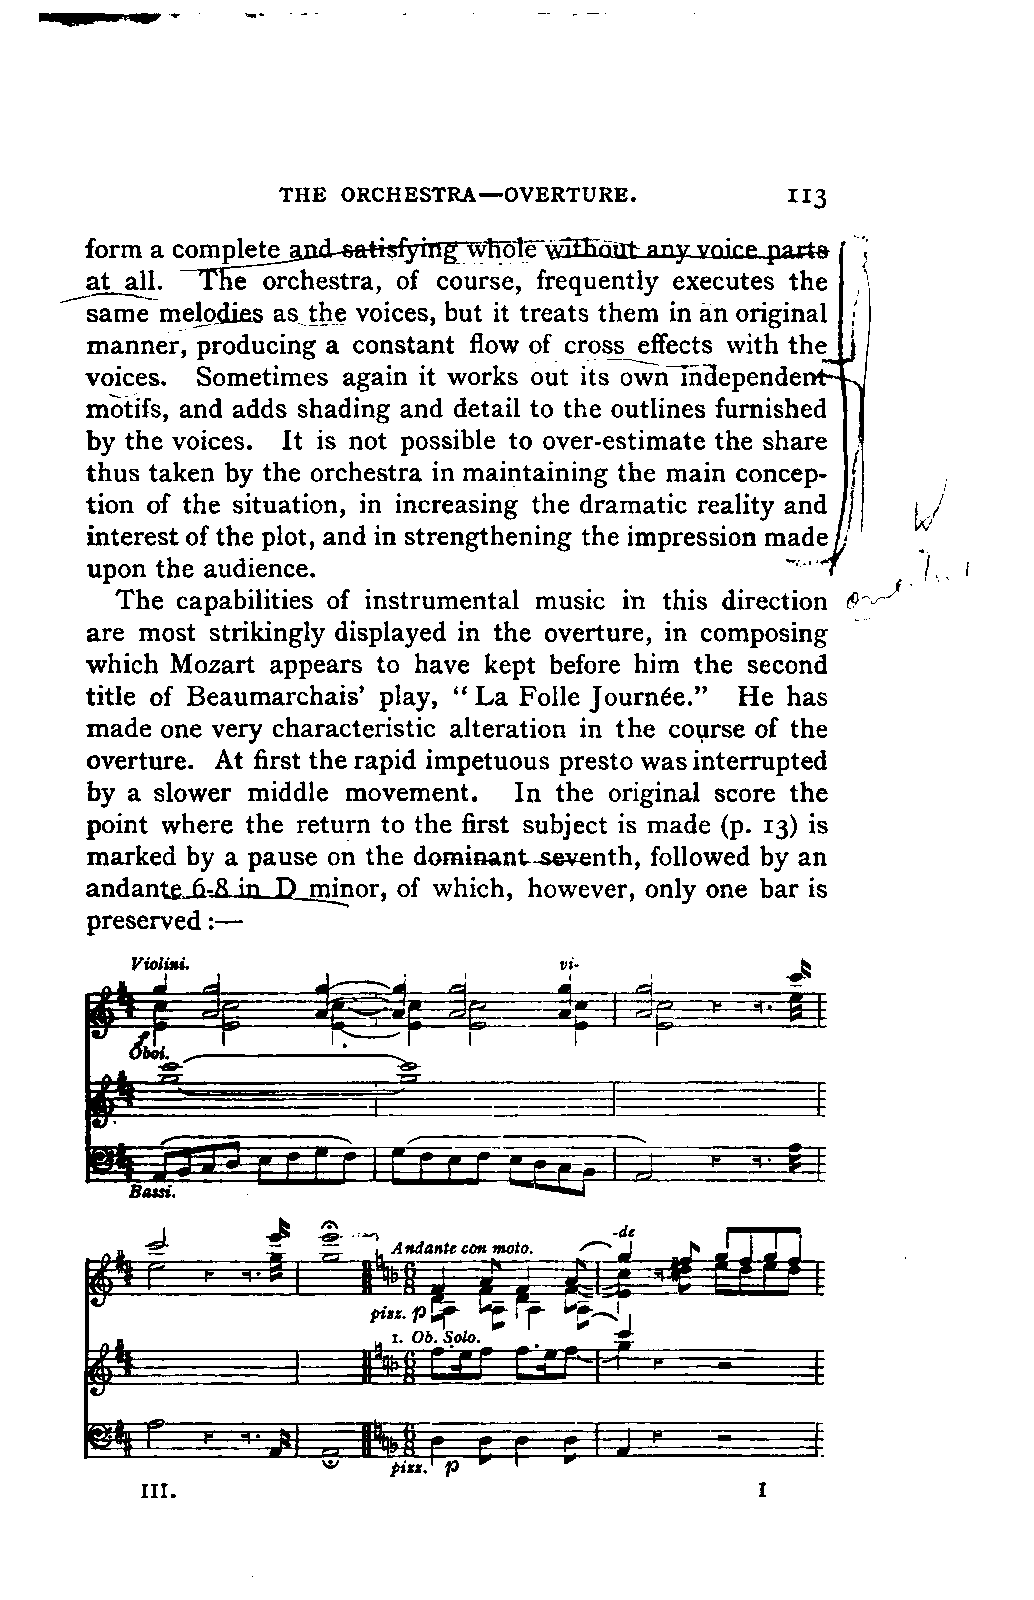 THE ORCHESTRA—OVERTURE. 113
form a complete and satisfying whole without any voice parts
at all. The orchestra, of course, frequently executes the
same melodies as the voices, but it treats them in an original
manner, producing a constant flow of cross effects with the
voices. Sometimes again it works out its own independent
motifs, and adds shading and detail to the outlines furnished
by the voices. It is not possible to over-estimate the share
thus taken by the orchestra in maintaining the main concep-
tion of the situation, in increasing the dramatic reality and
interest of the plot, and in strengthening the impression made
upon the audience.
The capabilities of instrumental music in this direction
are most strikingly displayed in the overture, in composing
which Mozart appears to have kept before him the second
title of Beaumarchais' play, “La Folle Journée.” He has
made one very characteristic alteration in the course of the
overture. At first the rapid impetuous presto was interrupted
by a slower middle movement. In the original score the
point where the return to the first subject is made (p. 13) is
marked by a pause on the dominant seventh, followed by an
andante 6-8 in D minor, of which, however, only one bar is
preserved :—
Violini. vi-
f
Oboi.
Bassi.
-de
Andante con moto.
pizz. p
1. Ob. Solo.
pizz. p
III. I